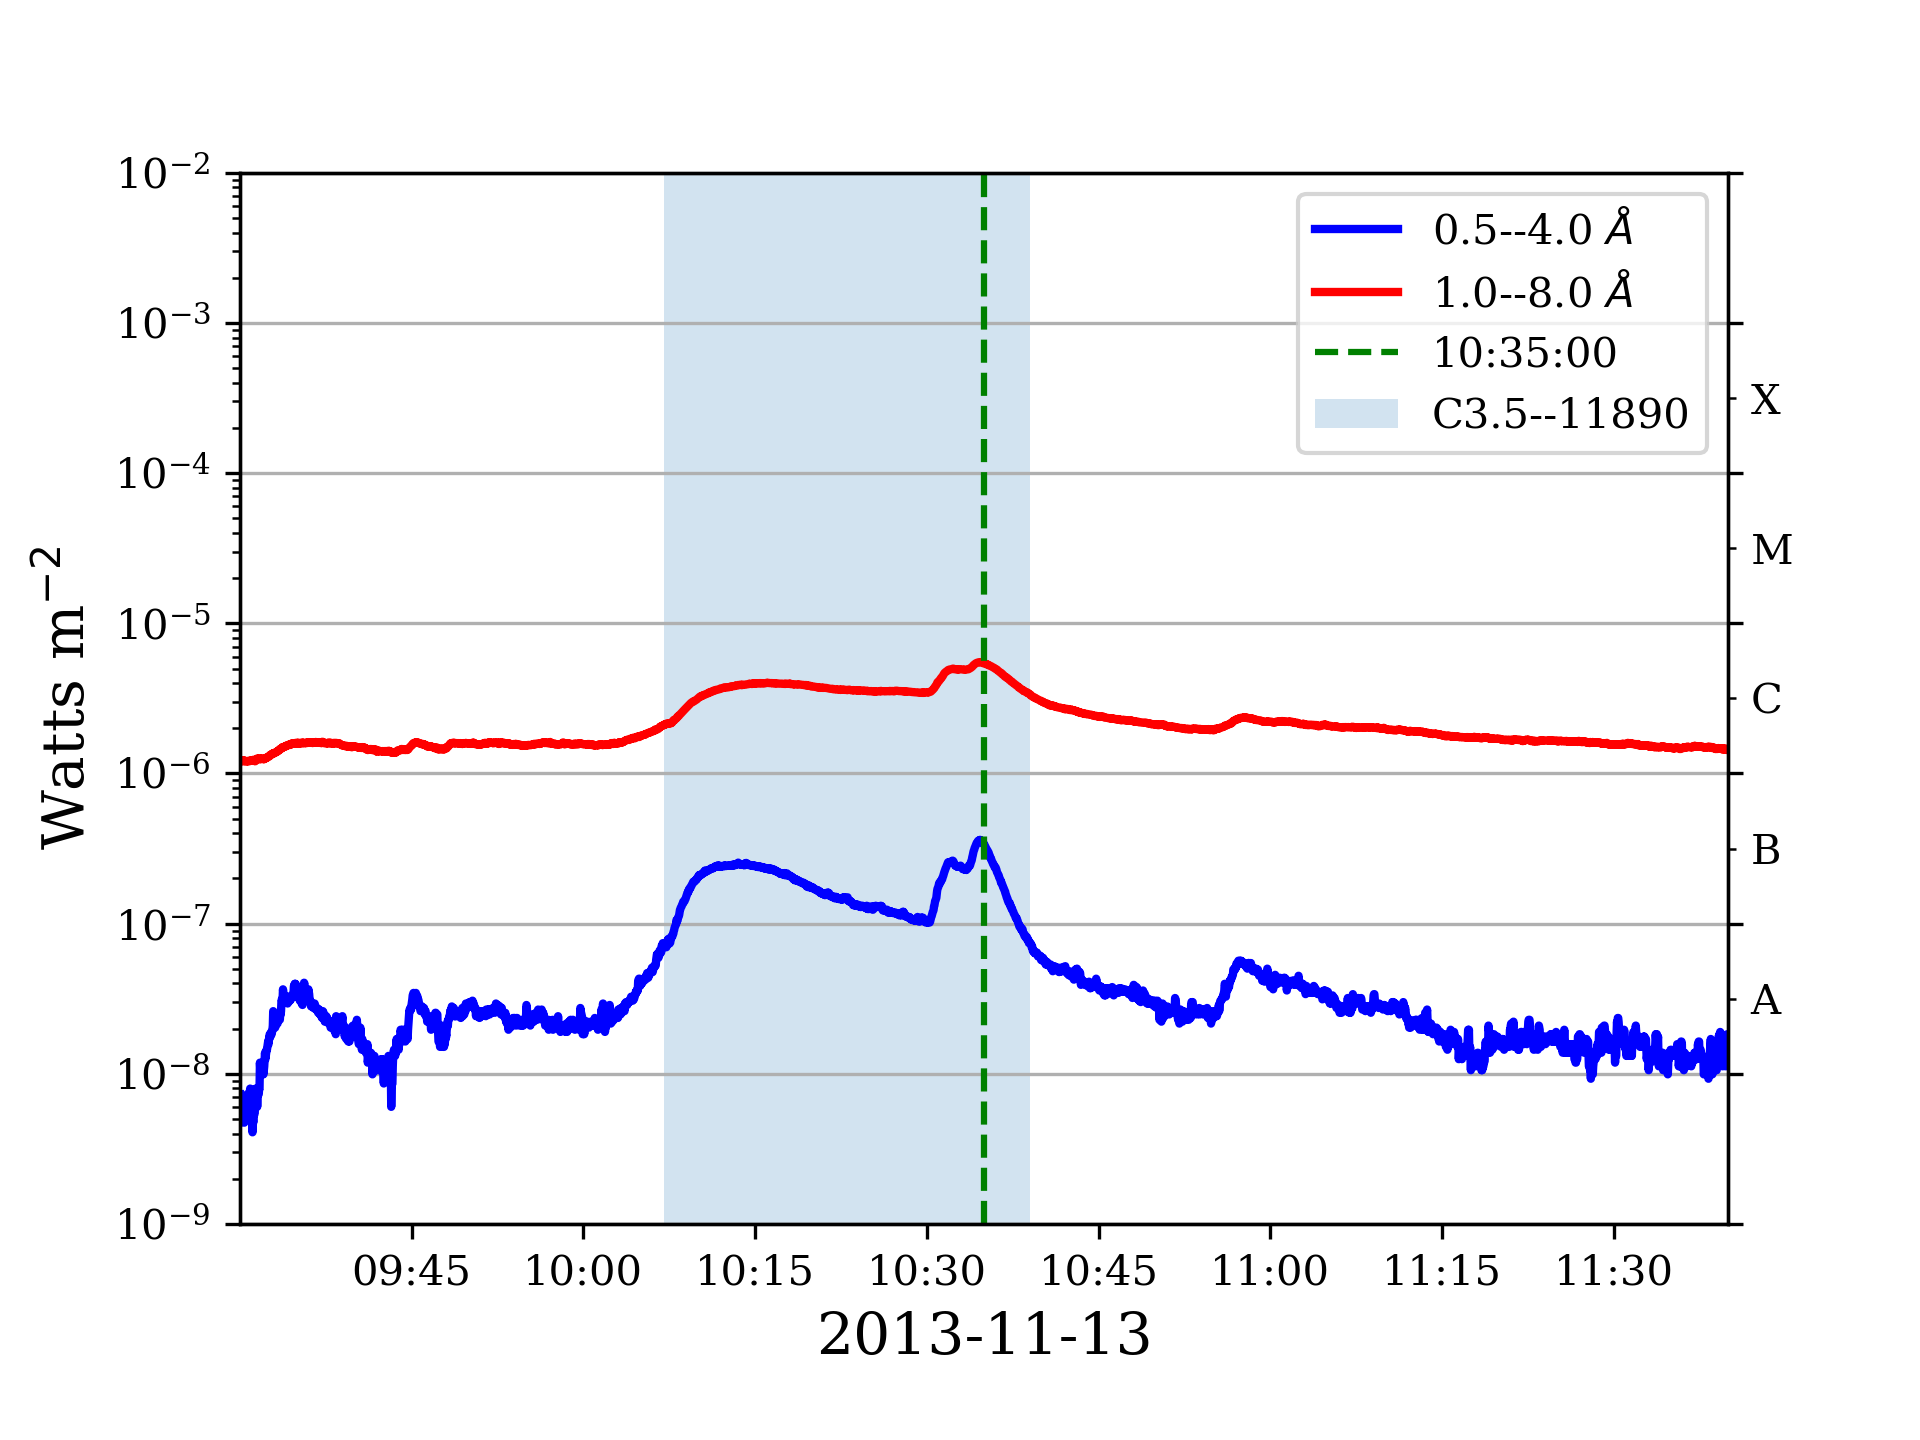 Watts m⁻²
10⁻²
10⁻³
10⁻⁴
10⁻⁵
10⁻⁶
10⁻⁷
10⁻⁸
10⁻⁹
0.5--4.0 Å
1.0--8.0 Å
10:35:00
C3.5--11890
X
M
C
B
A
09:45 10:00 10:15 10:30 10:45 11:00 11:15 11:30
2013-11-13